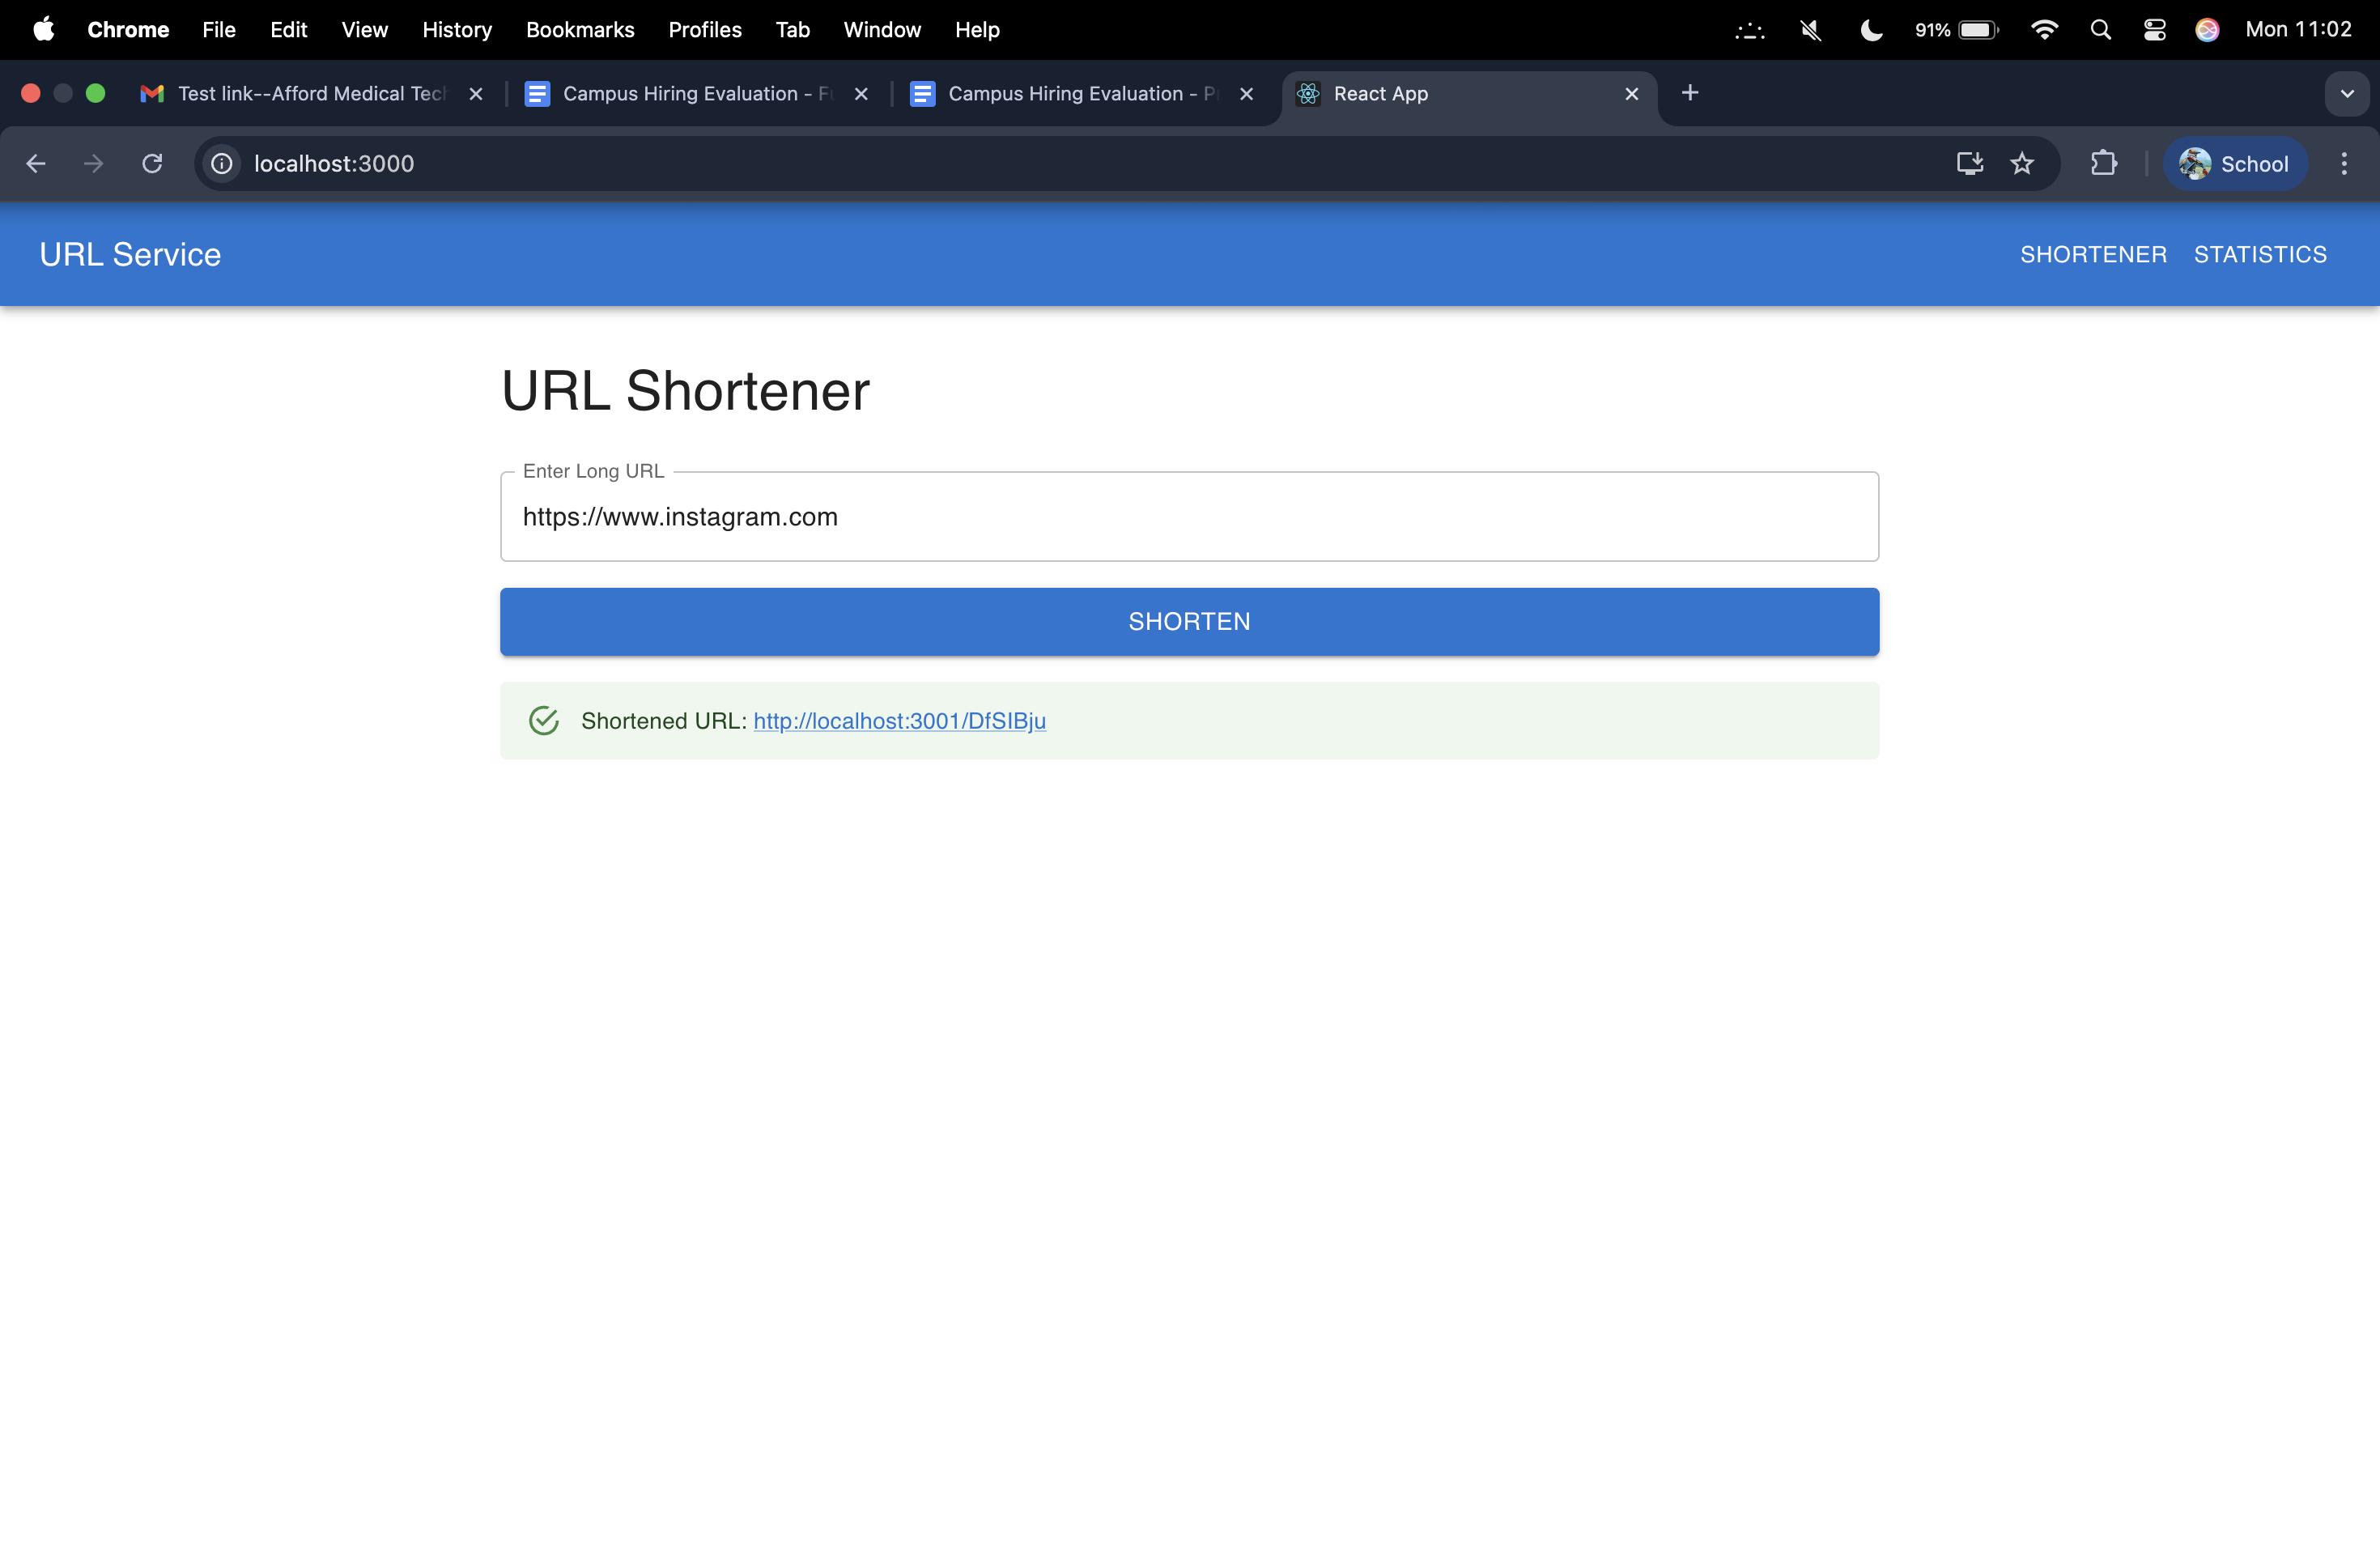 Chrome File Edit View History Bookmarks Profiles Tab Window Help 91% Mon 11:02
Test link--Afford Medical Tech Campus Hiring Evaluation - Fu Campus Hiring Evaluation - P React App
localhost:3000 School
URL Service SHORTENER STATISTICS
URL Shortener
Enter Long URL
https://www.instagram.com
SHORTEN
Shortened URL: http://localhost:3001/DfSIBju